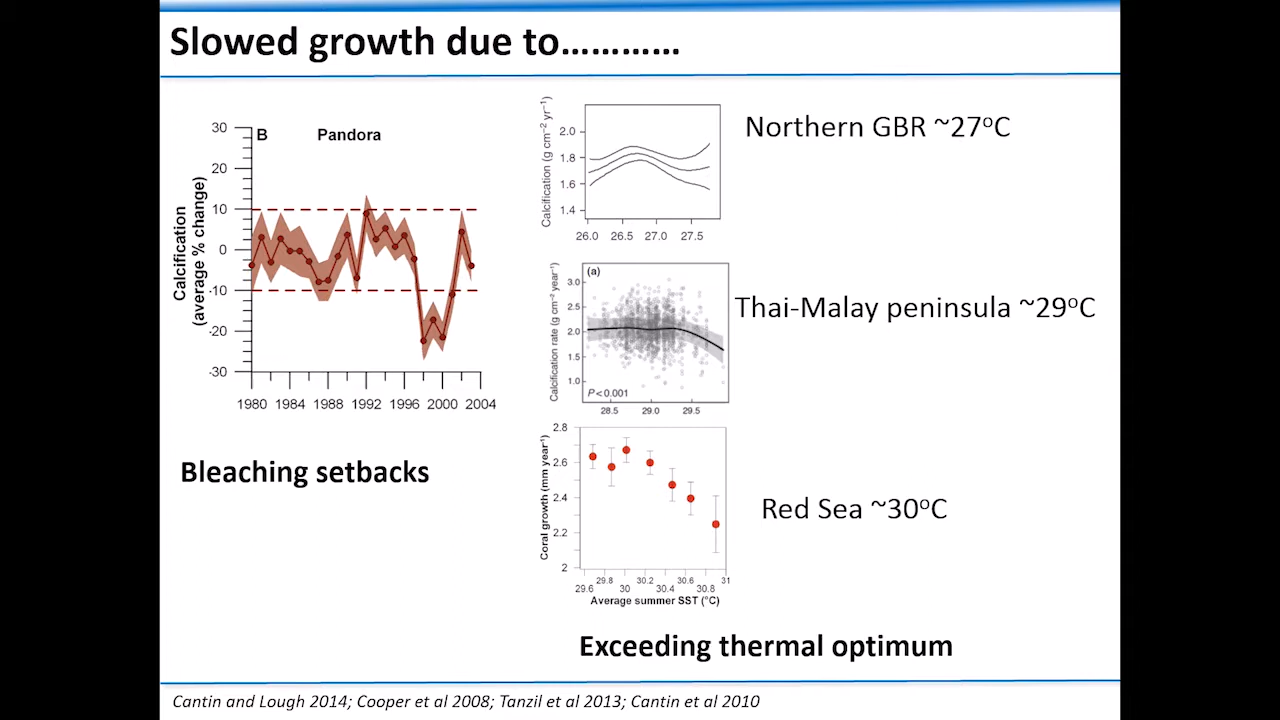 Slowed growth due to…………
B Pandora
Calcification
(average % change)
30
20
10
0
-10
-20
-30
1980 1984 1988 1992 1996 2000 2004
Bleaching setbacks
Calcification (g cm⁻² yr⁻¹)
2.0
1.8
1.6
1.4
26.0 26.5 27.0 27.5
Northern GBR ~27°C
(a)
Calcification rate (g cm⁻² year⁻¹)
3.0
2.5
2.0
1.5
1.0
P<0.001
28.5 29.0 29.5
Thai-Malay peninsula ~29°C
Coral growth (mm year⁻¹)
2.8
2.6
2.4
2.2
2
29.6 29.8 30 30.2 30.4 30.6 30.8 31
Average summer SST (°C)
Red Sea ~30°C
Exceeding thermal optimum
Cantin and Lough 2014; Cooper et al 2008; Tanzil et al 2013; Cantin et al 2010